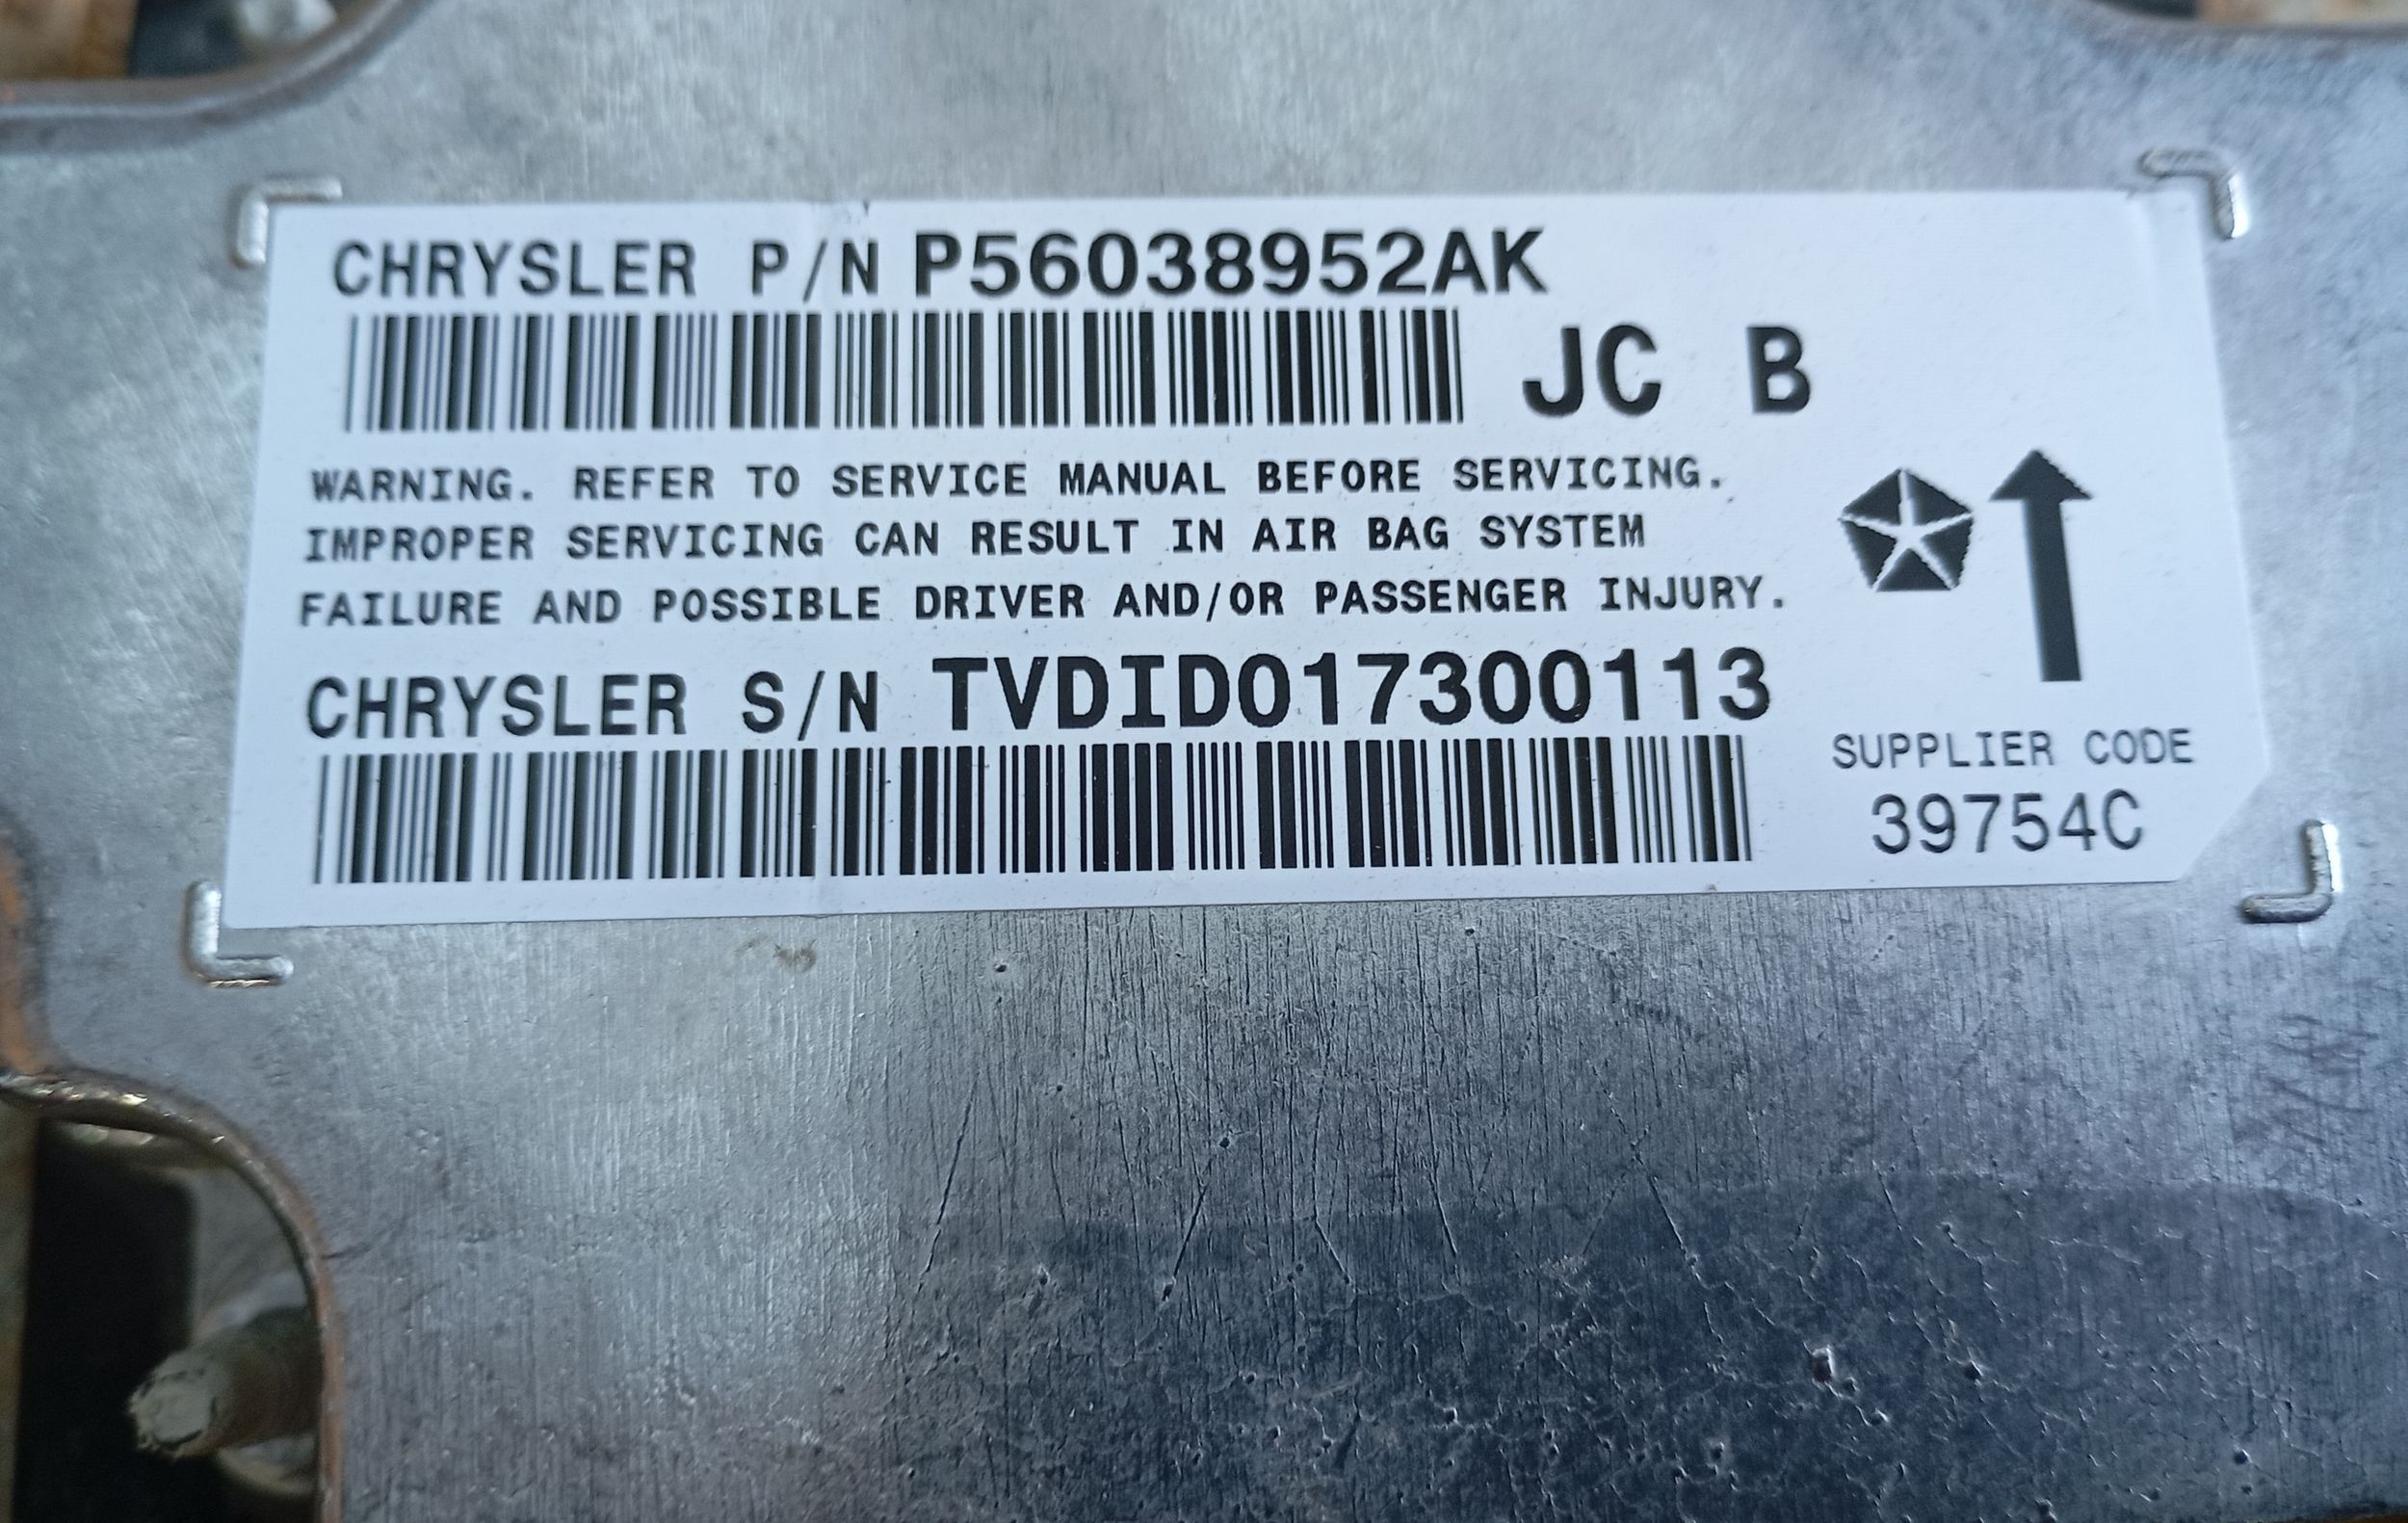 CHRYSLER P/N P56038952AK
JC B
WARNING. REFER TO SERVICE MANUAL BEFORE SERVICING.
IMPROPER SERVICING CAN RESULT IN AIR BAG SYSTEM
FAILURE AND POSSIBLE DRIVER AND/OR PASSENGER INJURY.
CHRYSLER S/N TVDID017300113
SUPPLIER CODE
39754C